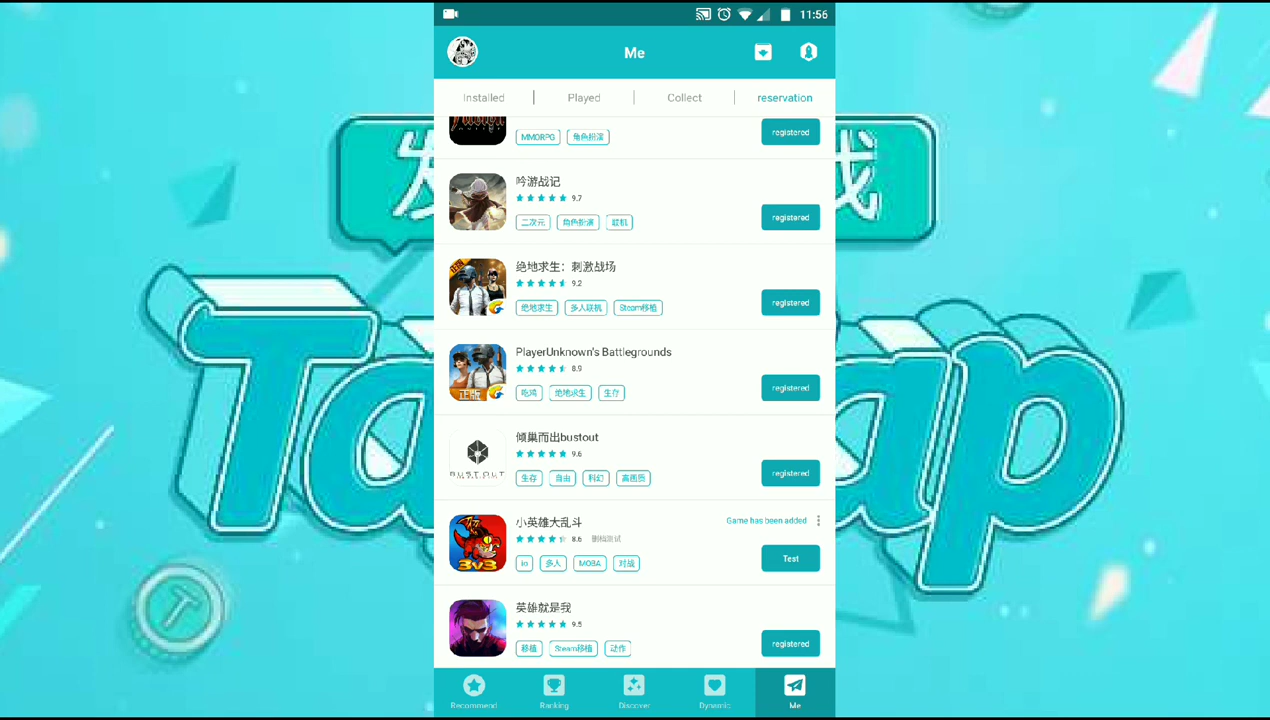 11:56
Me
Installed
Played
Collect
reservation
MMORPG
角色扮演
registered
吟游战记
9.7
二次元
角色扮演
联机
registered
绝地求生：刺激战场
9.2
绝地求生
多人联机
Steam移植
registered
正版
PlayerUnknown's Battlegrounds
8.9
吃鸡
绝地求生
生存
registered
倾巢而出bustout
9.6
BUSTOUT
生存
自由
科幻
高画质
registered
小英雄大乱斗
Game has been added
8.6
删档测试
3V3
io
多人
MOBA
对战
Test
英雄就是我
9.5
移植
Steam移植
动作
registered
Recommend
Ranking
Discover
Dynamic
Me